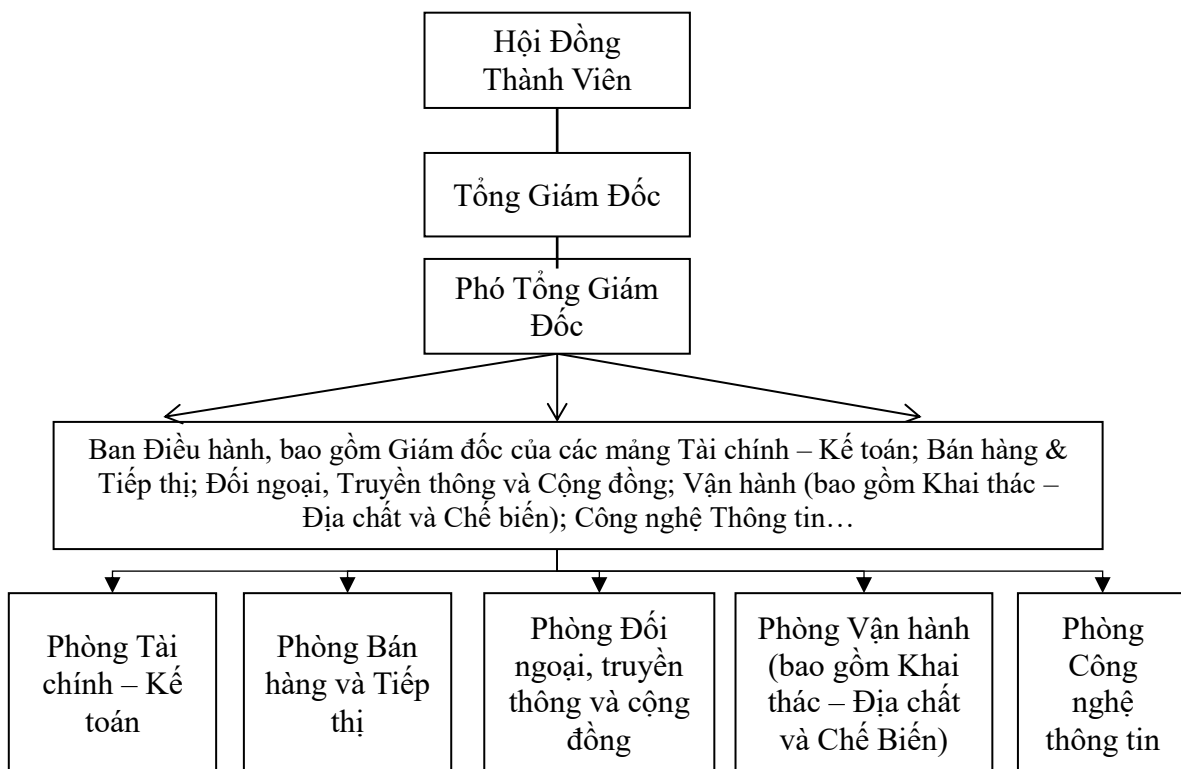 Hội Đồng
Thành Viên
Tổng Giám Đốc
Phó Tổng Giám
Đốc
Ban Điều hành, bao gồm Giám đốc của các mảng Tài chính – Kế toán; Bán hàng &
Tiếp thị; Đối ngoại, Truyền thông và Cộng đồng; Vận hành (bao gồm Khai thác –
Địa chất và Chế biến); Công nghệ Thông tin…
Phòng Tài
chính – Kế
toán
Phòng Bán
hàng và Tiếp
thị
Phòng Đối
ngoại, truyền
thông và cộng
đồng
Phòng Vận hành
(bao gồm Khai
thác – Địa chất
và Chế Biến)
Phòng
Công
nghệ
thông tin